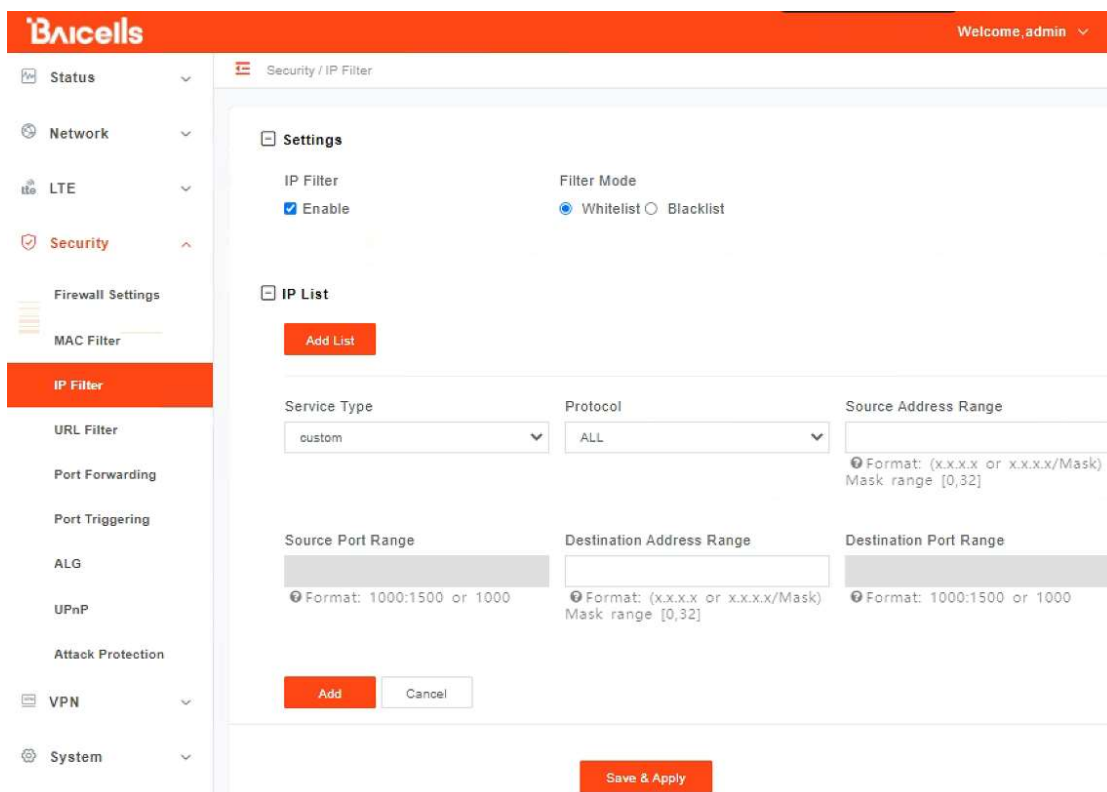 BAIcells
Welcome,admin
Status
Security / IP Filter
Network
LTE
Security
Firewall Settings
MAC Filter
IP Filter
URL Filter
Port Forwarding
Port Triggering
ALG
UPnP
Attack Protection
VPN
System
Settings
IP Filter
Filter Mode
Enable
Whitelist Blacklist
IP List
Add List
Service Type
Protocol
Source Address Range
custom
ALL
Format: (x.x.x.x or x.x.x.x/Mask)
Mask range [0,32]
Source Port Range
Destination Address Range
Destination Port Range
Format: 1000:1500 or 1000
Format: (x.x.x.x or x.x.x.x/Mask)
Mask range [0,32]
Format: 1000:1500 or 1000
Add
Cancel
Save & Apply